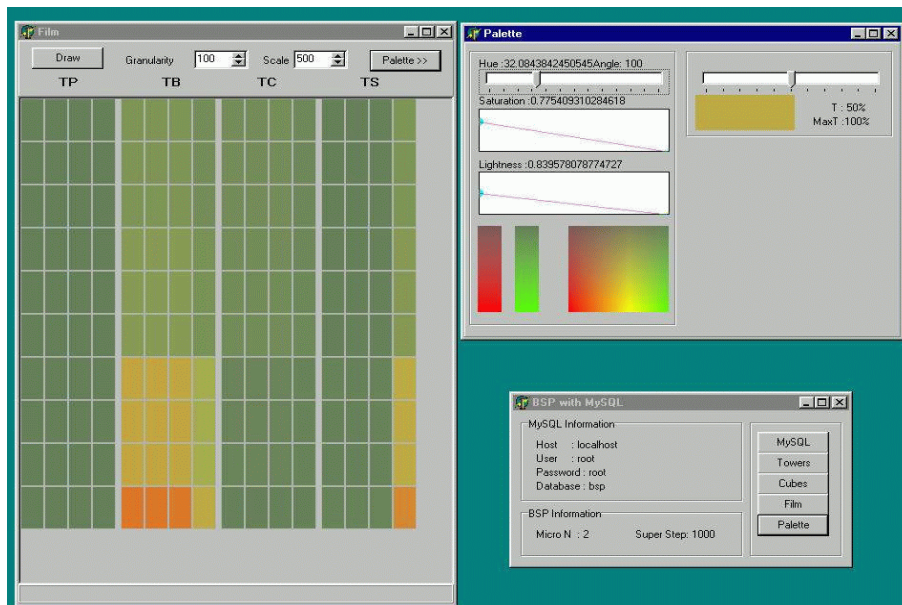 Film
Draw Granularity 100 Scale 500 Palette >>
TP TB TC TS
Palette
Hue :32.0843842450545Angle: 100
Saturation :0.775409310284618
Lightness :0.839578078774727
T : 50%
MaxT :100%
BSP with MySQL
MySQL Information
Host : localhost
User : root
Password : root
Database : bsp
BSP Information
Micro N : 2 Super Step: 1000
MySQL
Towers
Cubes
Film
Palette